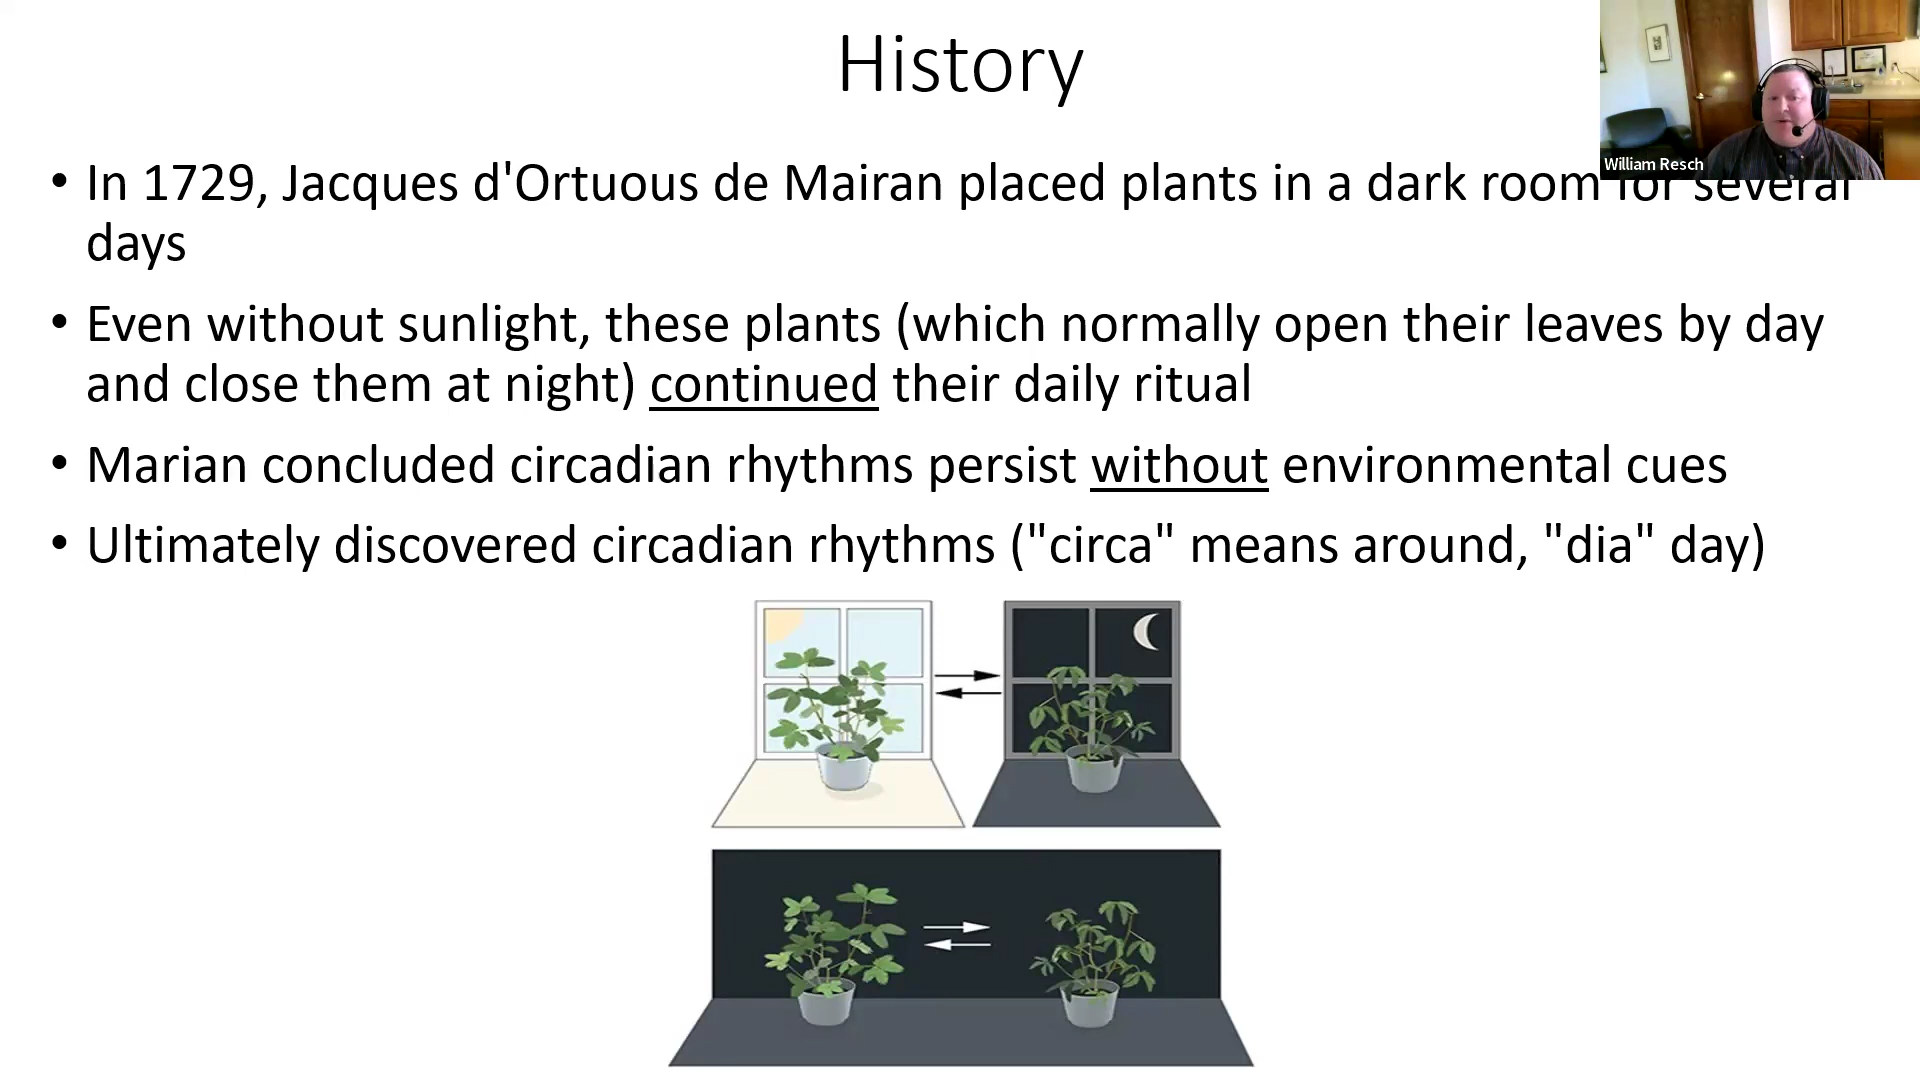 History
William Resch
• In 1729, Jacques d'Ortuous de Mairan placed plants in a dark room for several
days
• Even without sunlight, these plants (which normally open their leaves by day
and close them at night) continued their daily ritual
• Marian concluded circadian rhythms persist without environmental cues
• Ultimately discovered circadian rhythms ("circa" means around, "dia" day)